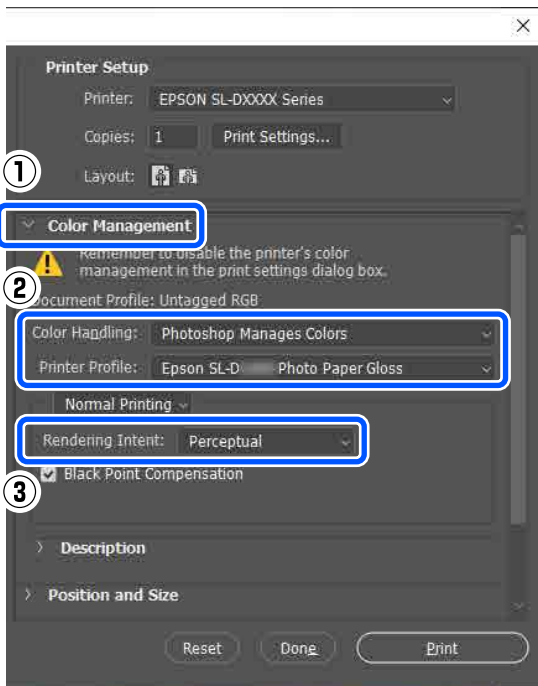 Printer Setup
Printer: EPSON SL-DXXXX Series
Copies: 1 Print Settings...
①
Layout:
Color Management
Remember to disable the printer's color
management in the print settings dialog box.
②
Document Profile: Untagged RGB
Color Handling: Photoshop Manages Colors
Printer Profile: Epson SL-D Photo Paper Gloss
Normal Printing
Rendering Intent: Perceptual
Black Point Compensation
③
Description
Position and Size
Reset Done Print